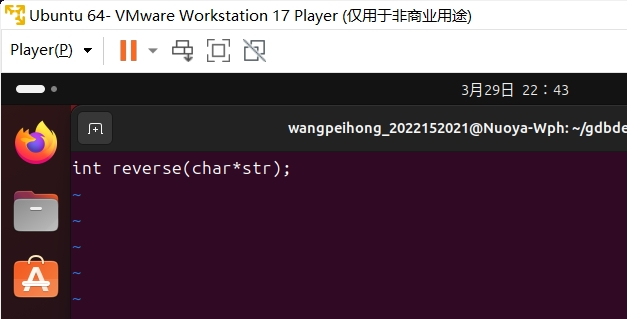 Ubuntu 64- VMware Workstation 17 Player (仅用于非商业用途)
Player(P)
3月29日 22：43
wangpeihong_2022152021@Nuoya-Wph: ~/gdbde
int reverse(char*str);
~
~
~
~
~